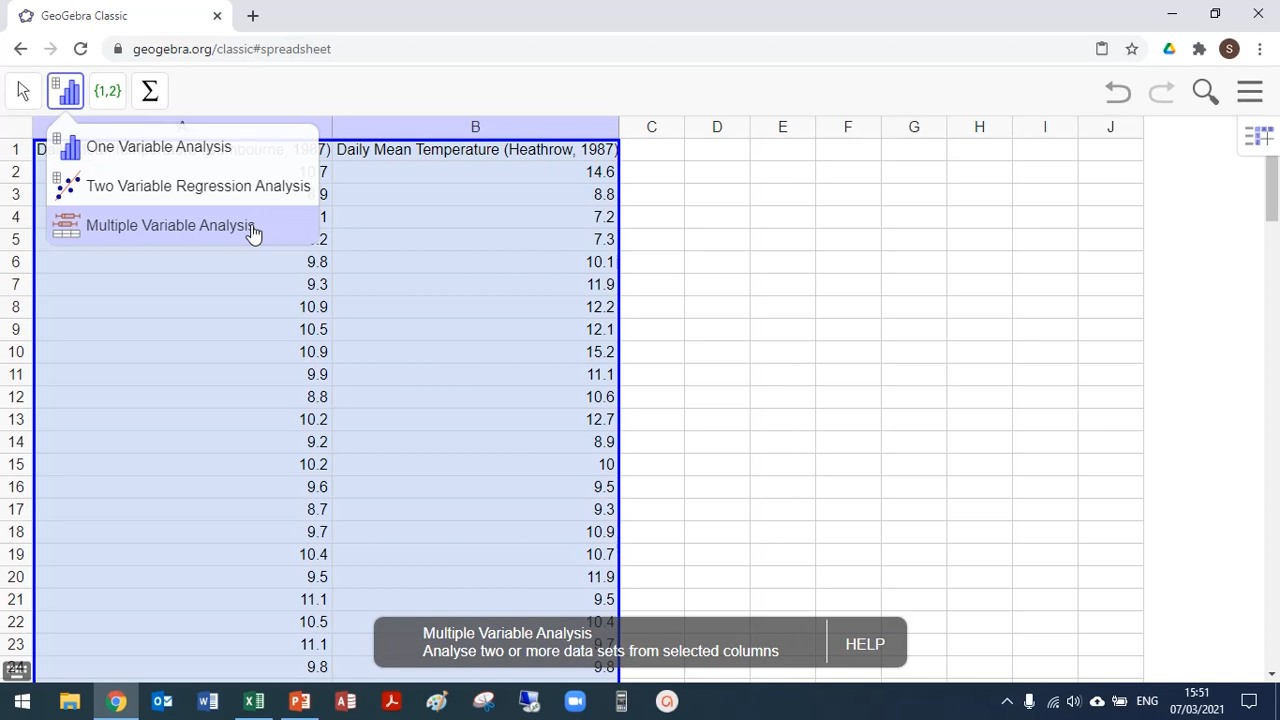 GeoGebra Classic
geogebra.org/classic#spreadsheet
S
{1,2}
Σ
A B C D E F G H I J
One Variable Analysis
Two Variable Regression Analysis
Multiple Variable Analysis
1 7) Daily Mean Temperature (Heathrow, 1987)
2 14.6
3 8.8
4 7.2
5 7.3
6 9.8 10.1
7 9.3 11.9
8 10.9 12.2
9 10.5 12.1
10 10.9 15.2
11 9.9 11.1
12 8.8 10.6
13 10.2 12.7
14 9.2 8.9
15 10.2 10
16 9.6 9.5
17 8.7 9.3
18 9.7 10.9
19 10.4 10.7
20 9.5 11.9
21 11.1 9.5
22 10.5 10.4
23 11.1 9.7
24 9.8 9.8
Multiple Variable Analysis
Analyse two or more data sets from selected columns
HELP
ENG
15:51
07/03/2021